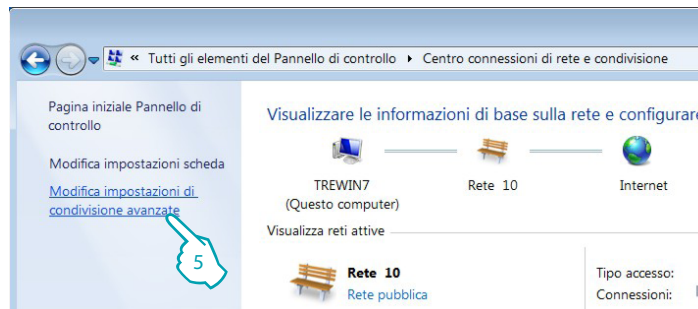 « Tutti gli elementi del Pannello di controllo ▸ Centro connessioni di rete e condivisione
Pagina iniziale Pannello di
controllo
Modifica impostazioni scheda
Modifica impostazioni di
condivisione avanzate
5
Visualizzare le informazioni di base sulla rete e configurare
TREWIN7
(Questo computer)
Rete 10
Internet
Visualizza reti attive
Rete 10
Rete pubblica
Tipo accesso:
Connessioni: